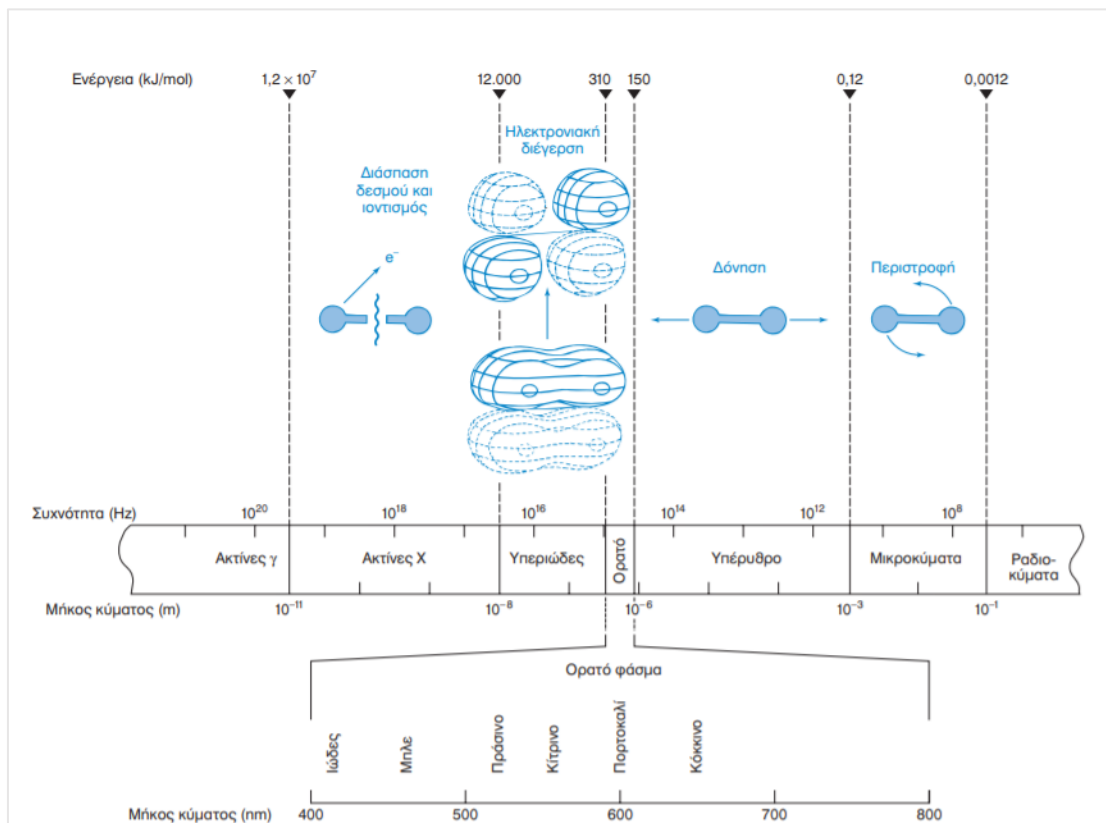 Ενέργεια (kJ/mol) 1,2 × 10⁷ 12.000 310 150 0,12 0,0012
Ηλεκτρονιακή
διέγερση
Διάσπαση
δεσμού και
ιοντισμός
e⁻
Δόνηση
Περιστροφή
Συχνότητα (Hz) 10²⁰ 10¹⁸ 10¹⁶ 10¹⁴ 10¹² 10⁸
Ακτίνες γ
Ακτίνες Χ
Υπεριώδες
Ορατό
Υπέρυθρο
Μικροκύματα
Ραδιο-
κύματα
Μήκος κύματος (m) 10⁻¹¹ 10⁻⁸ 10⁻⁶ 10⁻³ 10⁻¹
Ορατό φάσμα
Ιώδες
Μπλε
Πράσινο
Κίτρινο
Πορτοκαλί
Κόκκινο
Μήκος κύματος (nm) 400 500 600 700 800